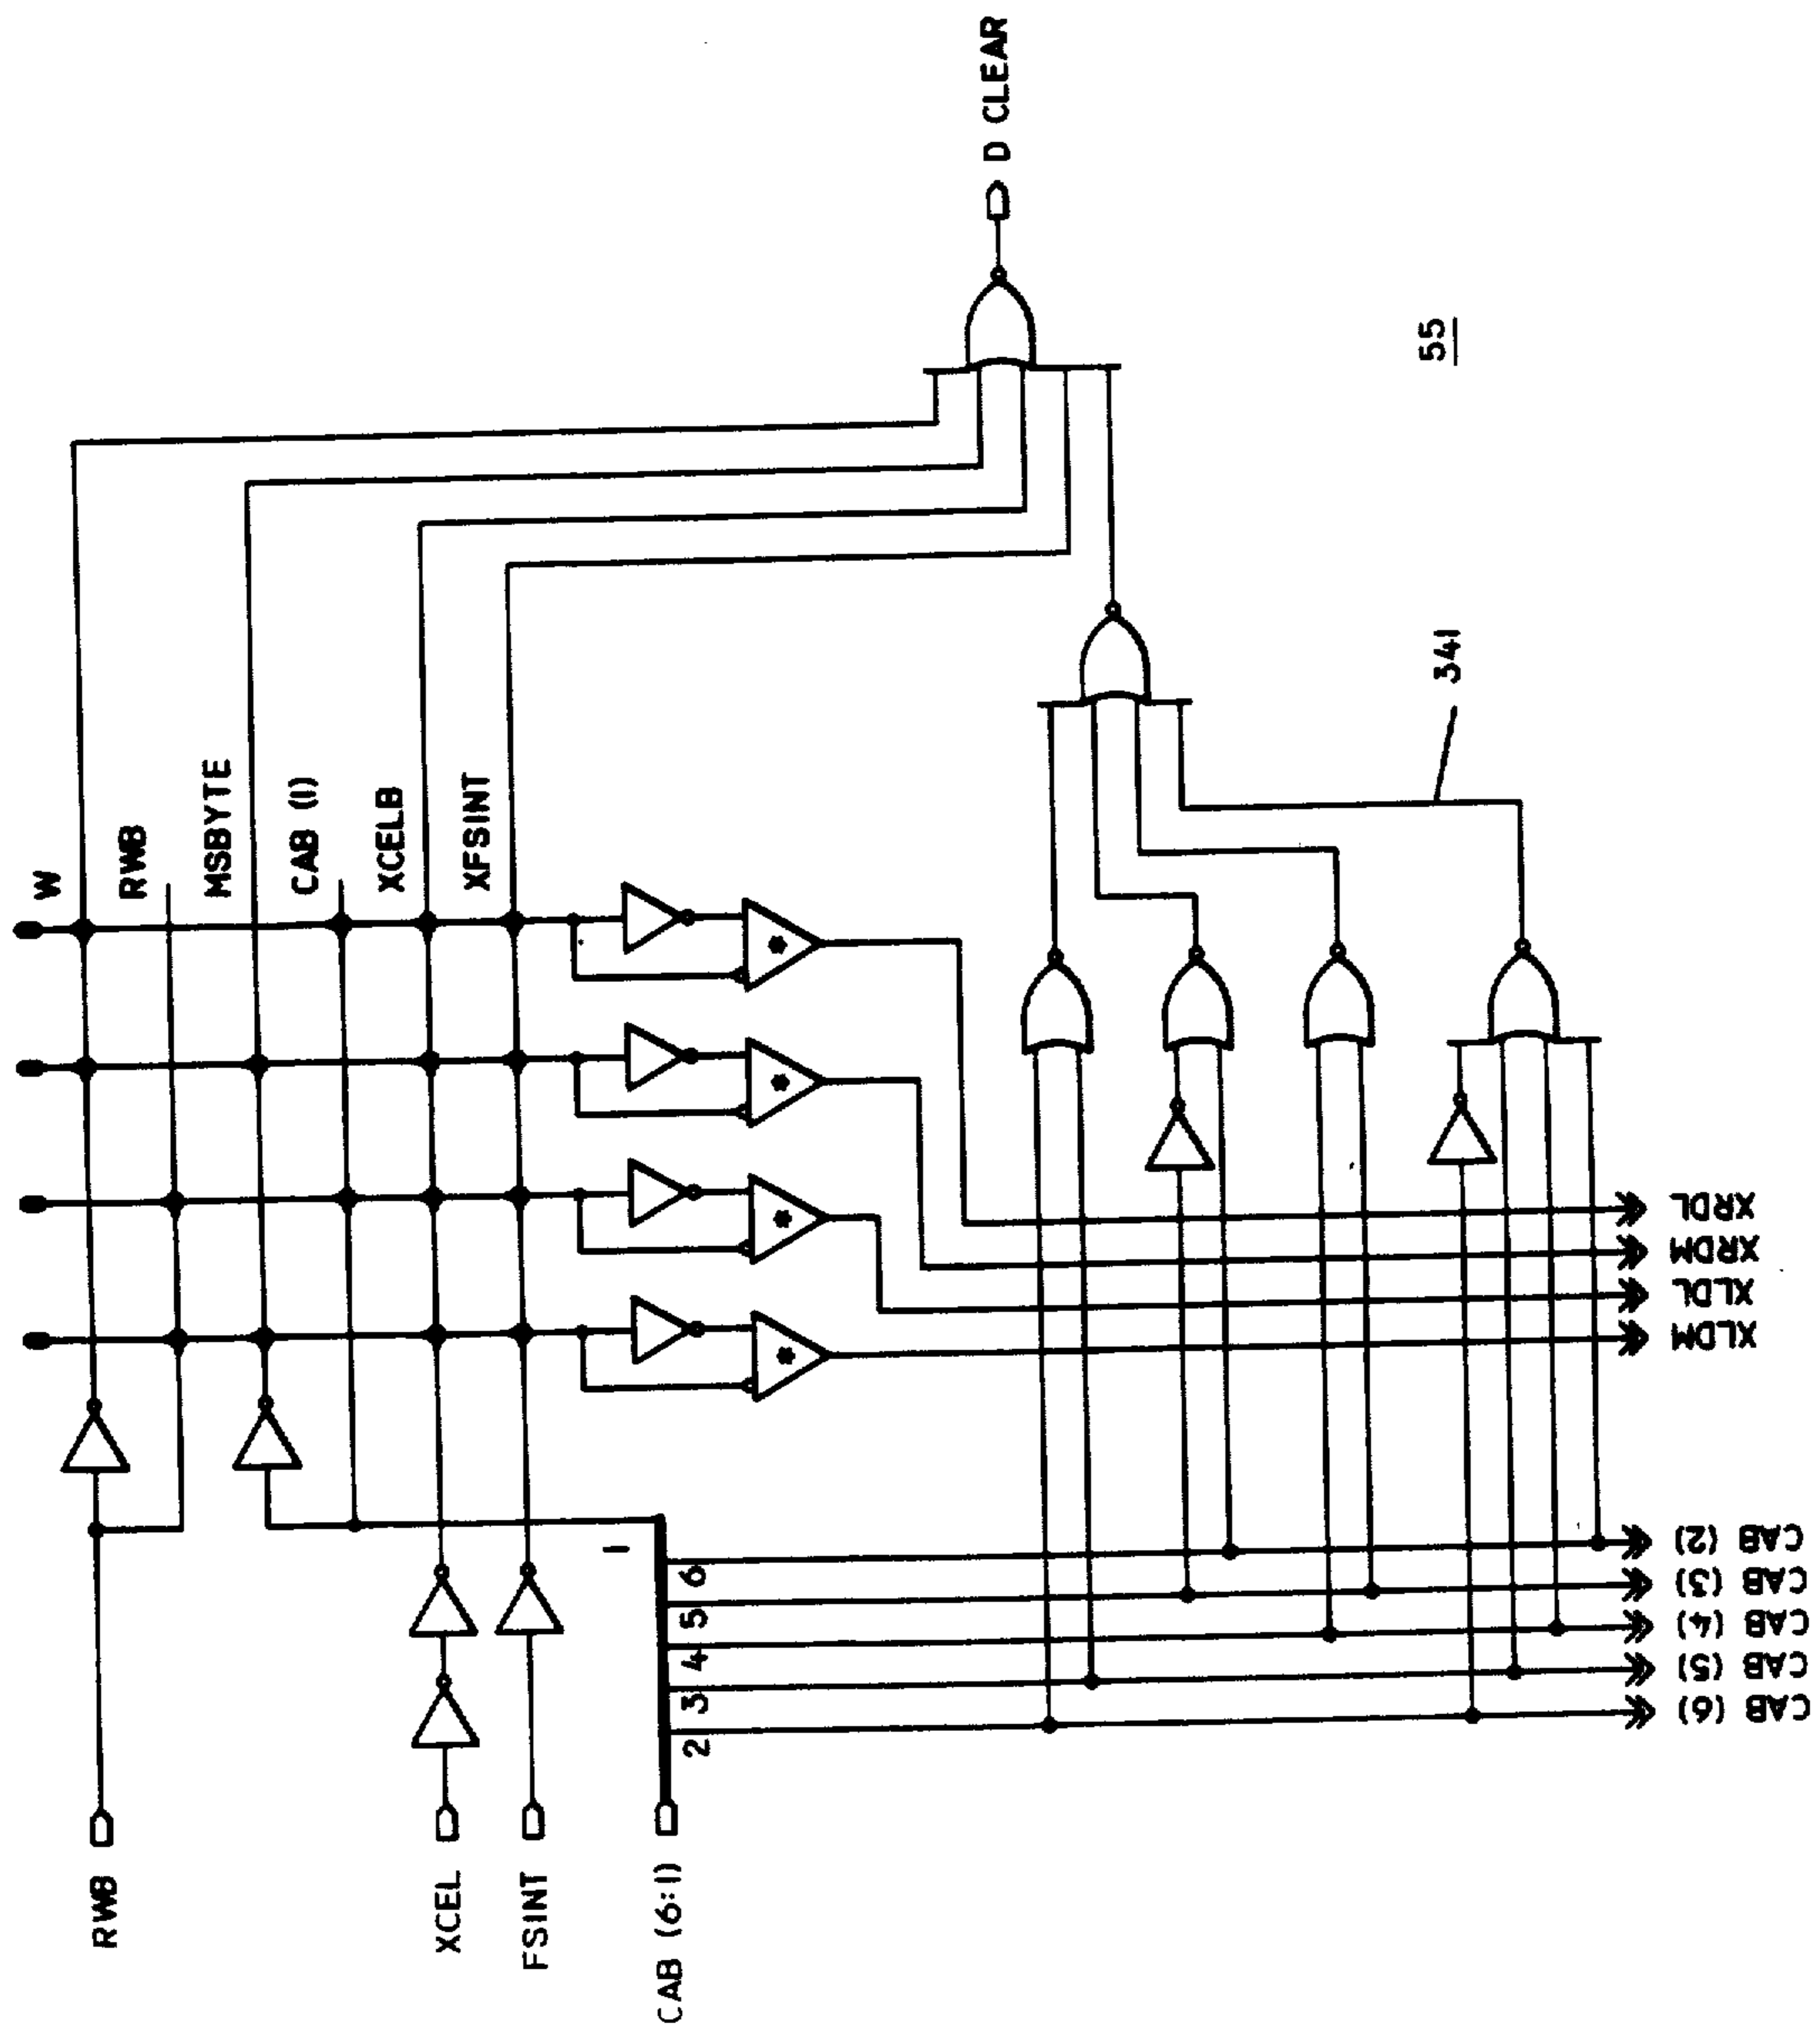 D CLEAR
55
341
W
RWB
MSBYTE
CAB (1)
XCELB
XFSINT
*
*
*
*
XRDL
XRDM
XLDL
XLDM
1
6
5
4
3
2
CAB (2)
CAB (3)
CAB (4)
CAB (5)
CAB (6)
RWB
XCEL
FSINT
CAB (6:1)